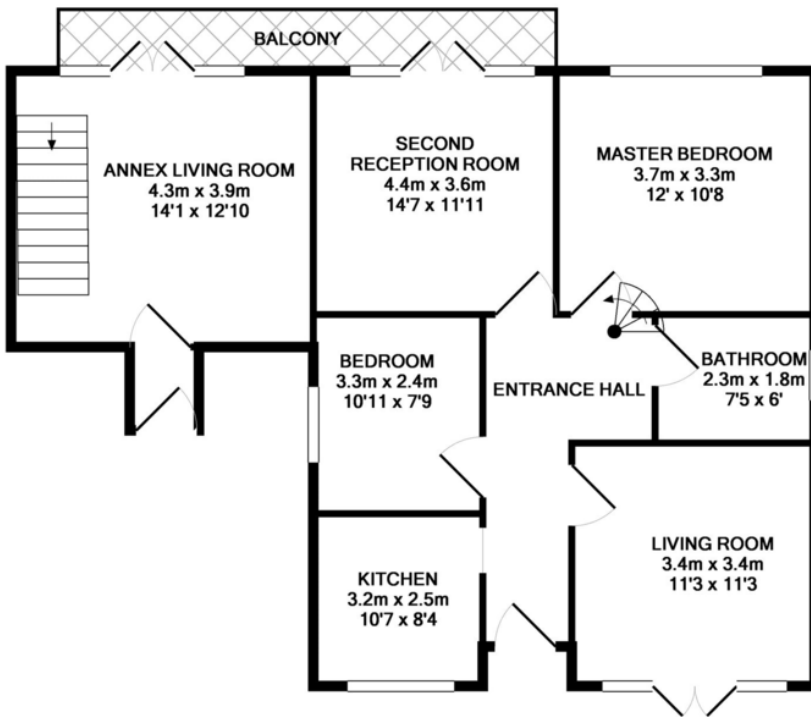 BALCONY
ANNEX LIVING ROOM
4.3m x 3.9m
14'1 x 12'10
SECOND
RECEPTION ROOM
4.4m x 3.6m
14'7 x 11'11
MASTER BEDROOM
3.7m x 3.3m
12' x 10'8
BEDROOM
3.3m x 2.4m
10'11 x 7'9
ENTRANCE HALL
BATHROOM
2.3m x 1.8m
7'5 x 6'
KITCHEN
3.2m x 2.5m
10'7 x 8'4
LIVING ROOM
3.4m x 3.4m
11'3 x 11'3